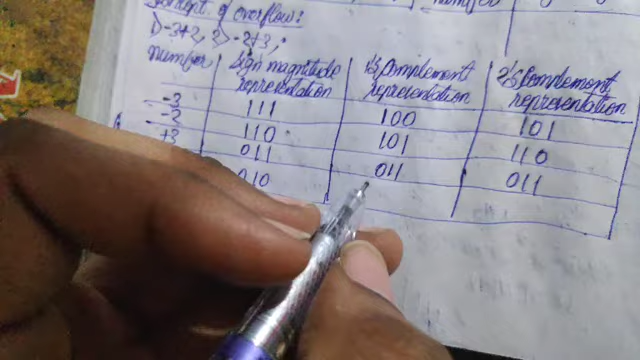 of overflow:
1) -3+2, 2) -2+3,
number Sign magnitude representation 1's complement representation 2's complement representation
-3 111 100 101
-2 110 101 110
+3 011 011 011
010